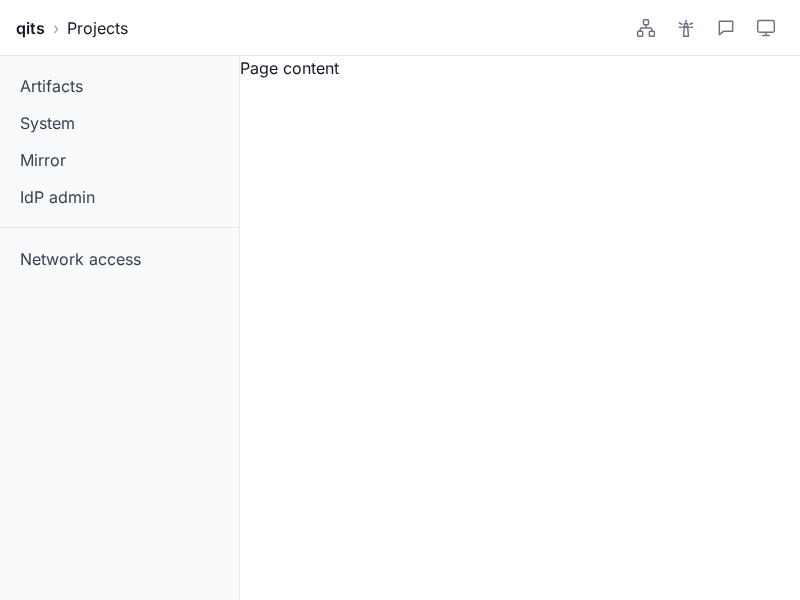 qits › Projects
Artifacts
System
Mirror
IdP admin
Network access
Page content